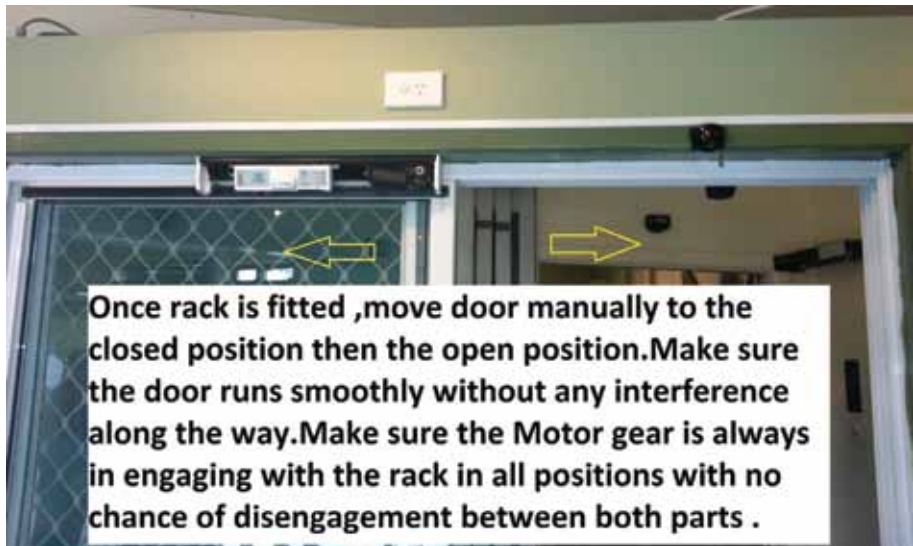 Once rack is fitted ,move door manually to the
closed position then the open position.Make sure
the door runs smoothly without any interference
along the way.Make sure the Motor gear is always
in engaging with the rack in all positions with no
chance of disengagement between both parts .